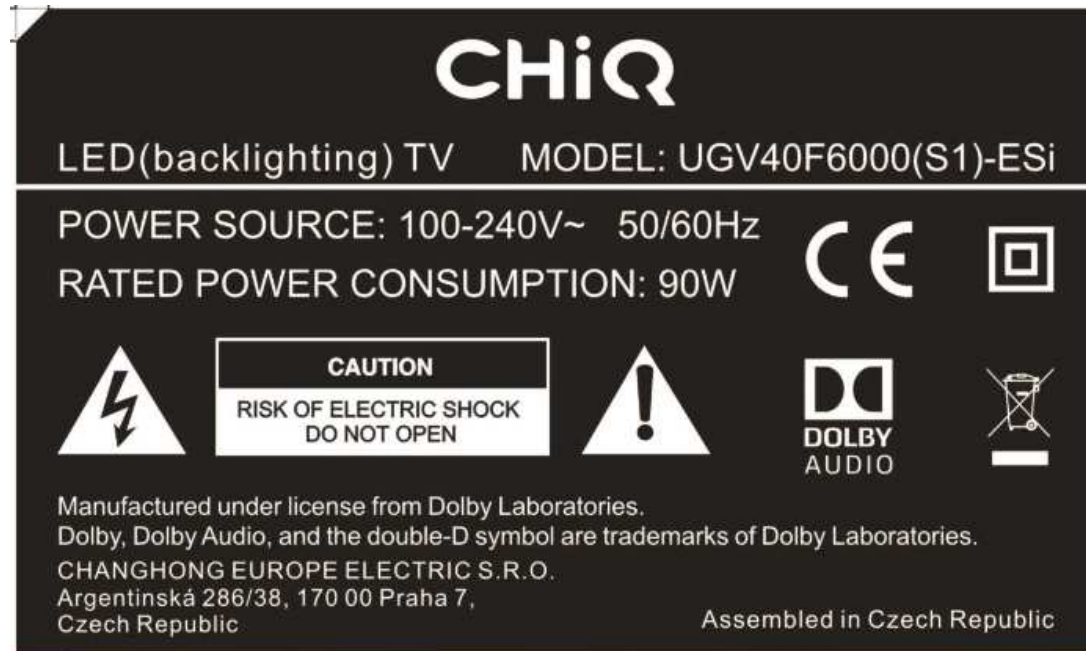 CHiQ
LED(backlighting) TV MODEL: UGV40F6000(S1)-ESi
POWER SOURCE: 100-240V~ 50/60Hz
RATED POWER CONSUMPTION: 90W
CE
CAUTION
RISK OF ELECTRIC SHOCK
DO NOT OPEN
DOLBY
AUDIO
Manufactured under license from Dolby Laboratories.
Dolby, Dolby Audio, and the double-D symbol are trademarks of Dolby Laboratories.
CHANGHONG EUROPE ELECTRIC S.R.O.
Argentinská 286/38, 170 00 Praha 7,
Czech Republic
Assembled in Czech Republic